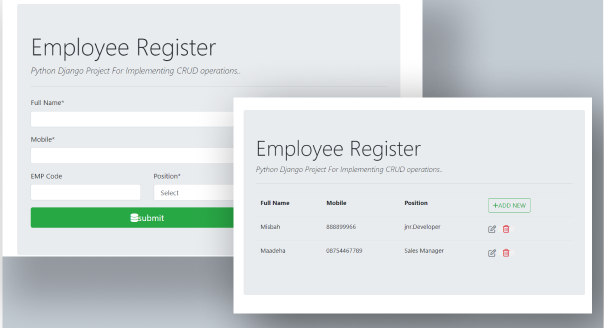 Employee Register
Python Django Project For Implementing CRUD operations..
Full Name*
Mobile*
EMP Code Position*
Select
submit
Employee Register
Python Django Project For Implementing CRUD operations..
Full Name Mobile Position +ADD NEW
Misbah 888899966 jnr.Developer
Maadeha 08754467789 Sales Manager